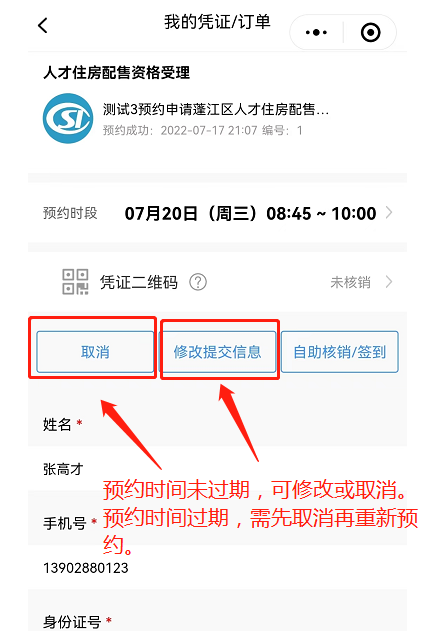 我的凭证/订单
人才住房配售资格受理
CSI
测试3预约申请蓬江区人才住房配售...
预约成功: 2022-07-17 21:07 编号: 1
预约时段 07月20日（周三）08:45 ~ 10:00
凭证二维码 ? 未核销
取消 修改提交信息 自助核销/签到
姓名 *
张高才
预约时间未过期，可修改或取消。
手机号 *
预约时间过期，需先取消再重新预
约。
13902880123
身份证号 *